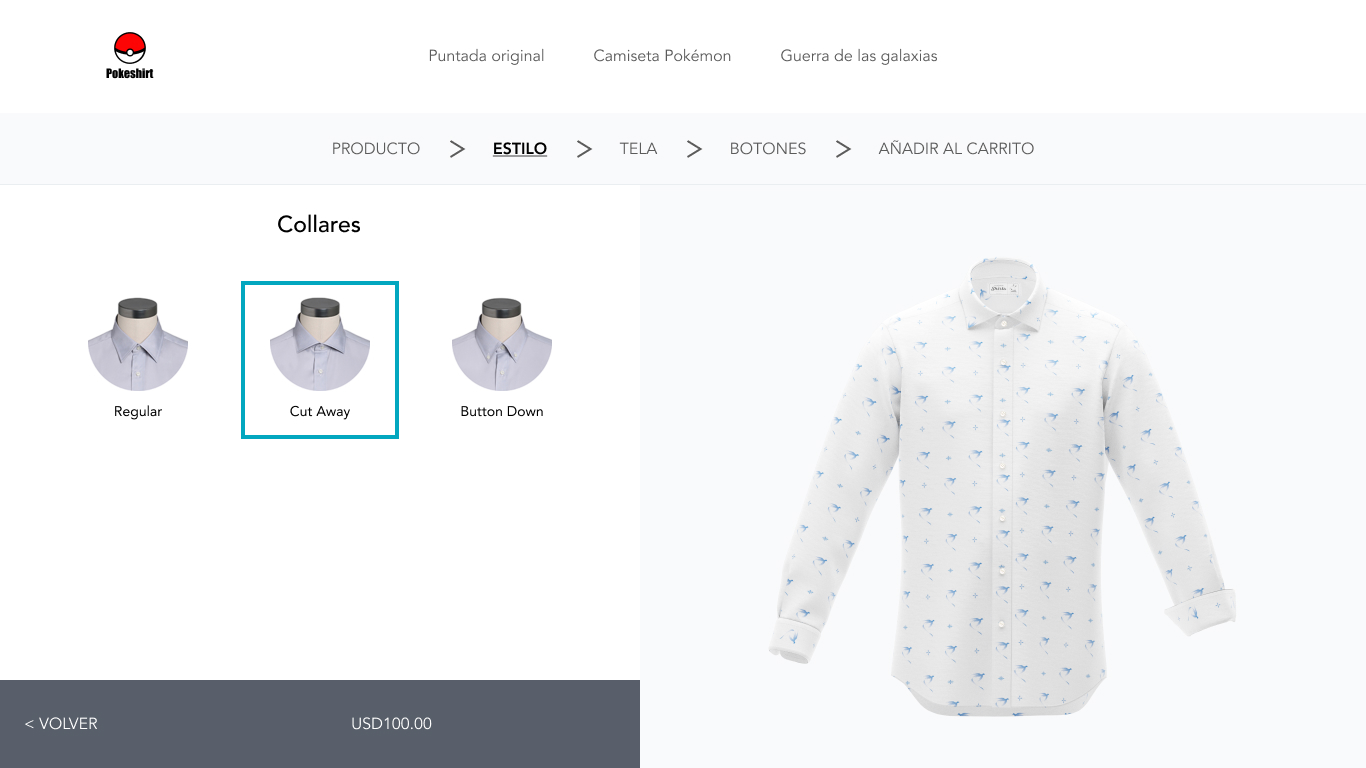 Pokeshirt
Puntada original
Camiseta Pokémon
Guerra de las galaxias
PRODUCTO > ESTILO > TELA > BOTONES > AÑADIR AL CARRITO
Collares
Regular
Cut Away
Button Down
< VOLVER
USD100.00